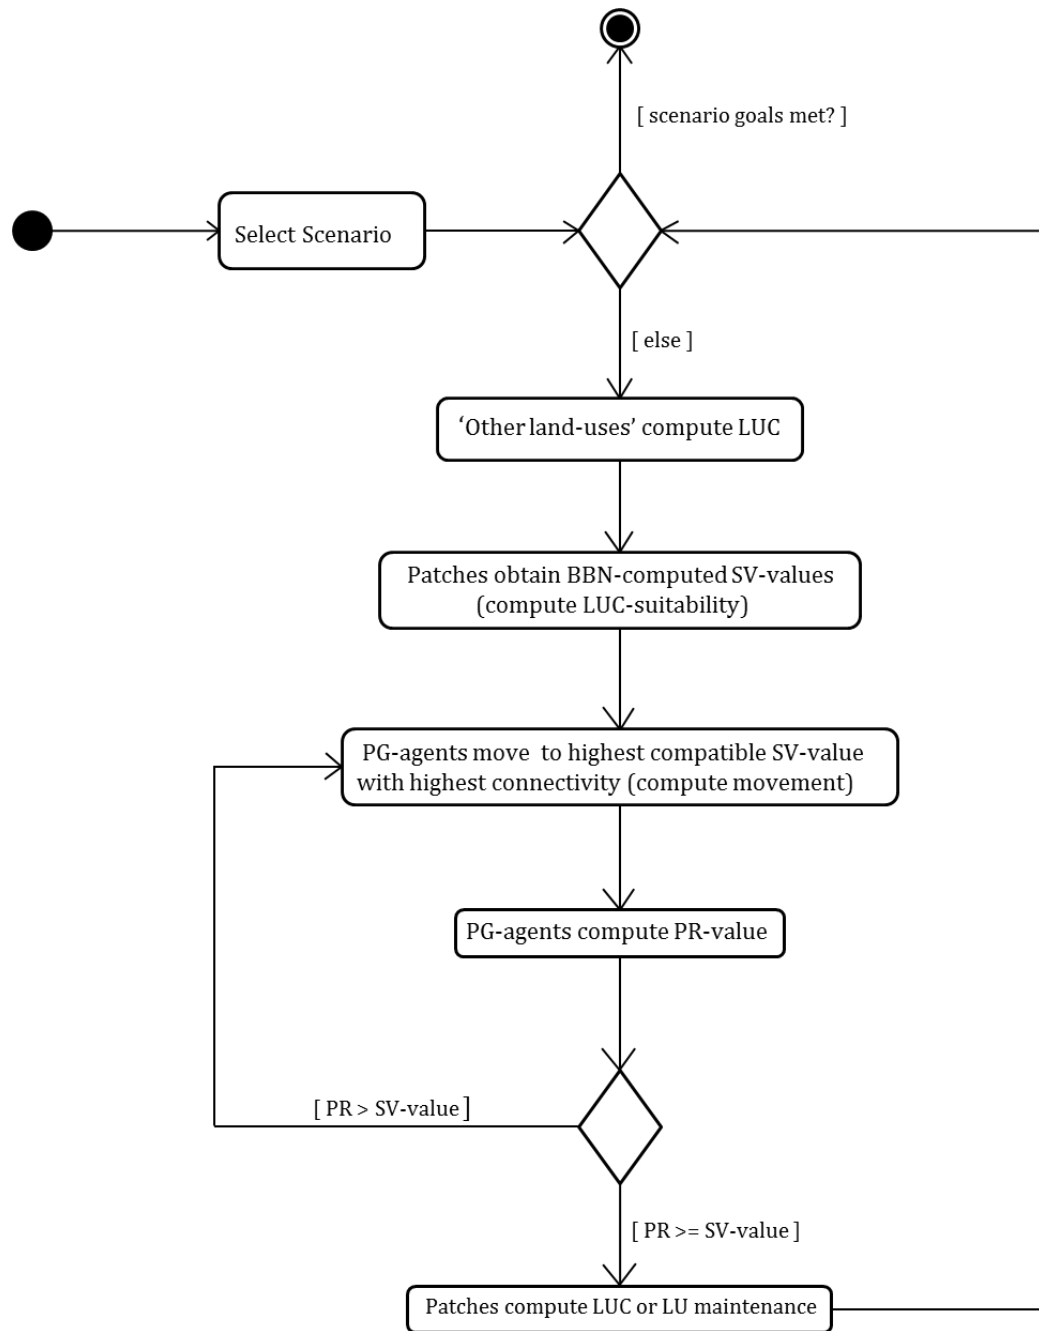 [ scenario goals met? ]
Select Scenario
[ else ]
‘Other land-uses’ compute LUC
Patches obtain BBN-computed SV-values
(compute LUC-suitability)
PG-agents move to highest compatible SV-value
with highest connectivity (compute movement)
PG-agents compute PR-value
[ PR > SV-value ]
[ PR >= SV-value ]
Patches compute LUC or LU maintenance